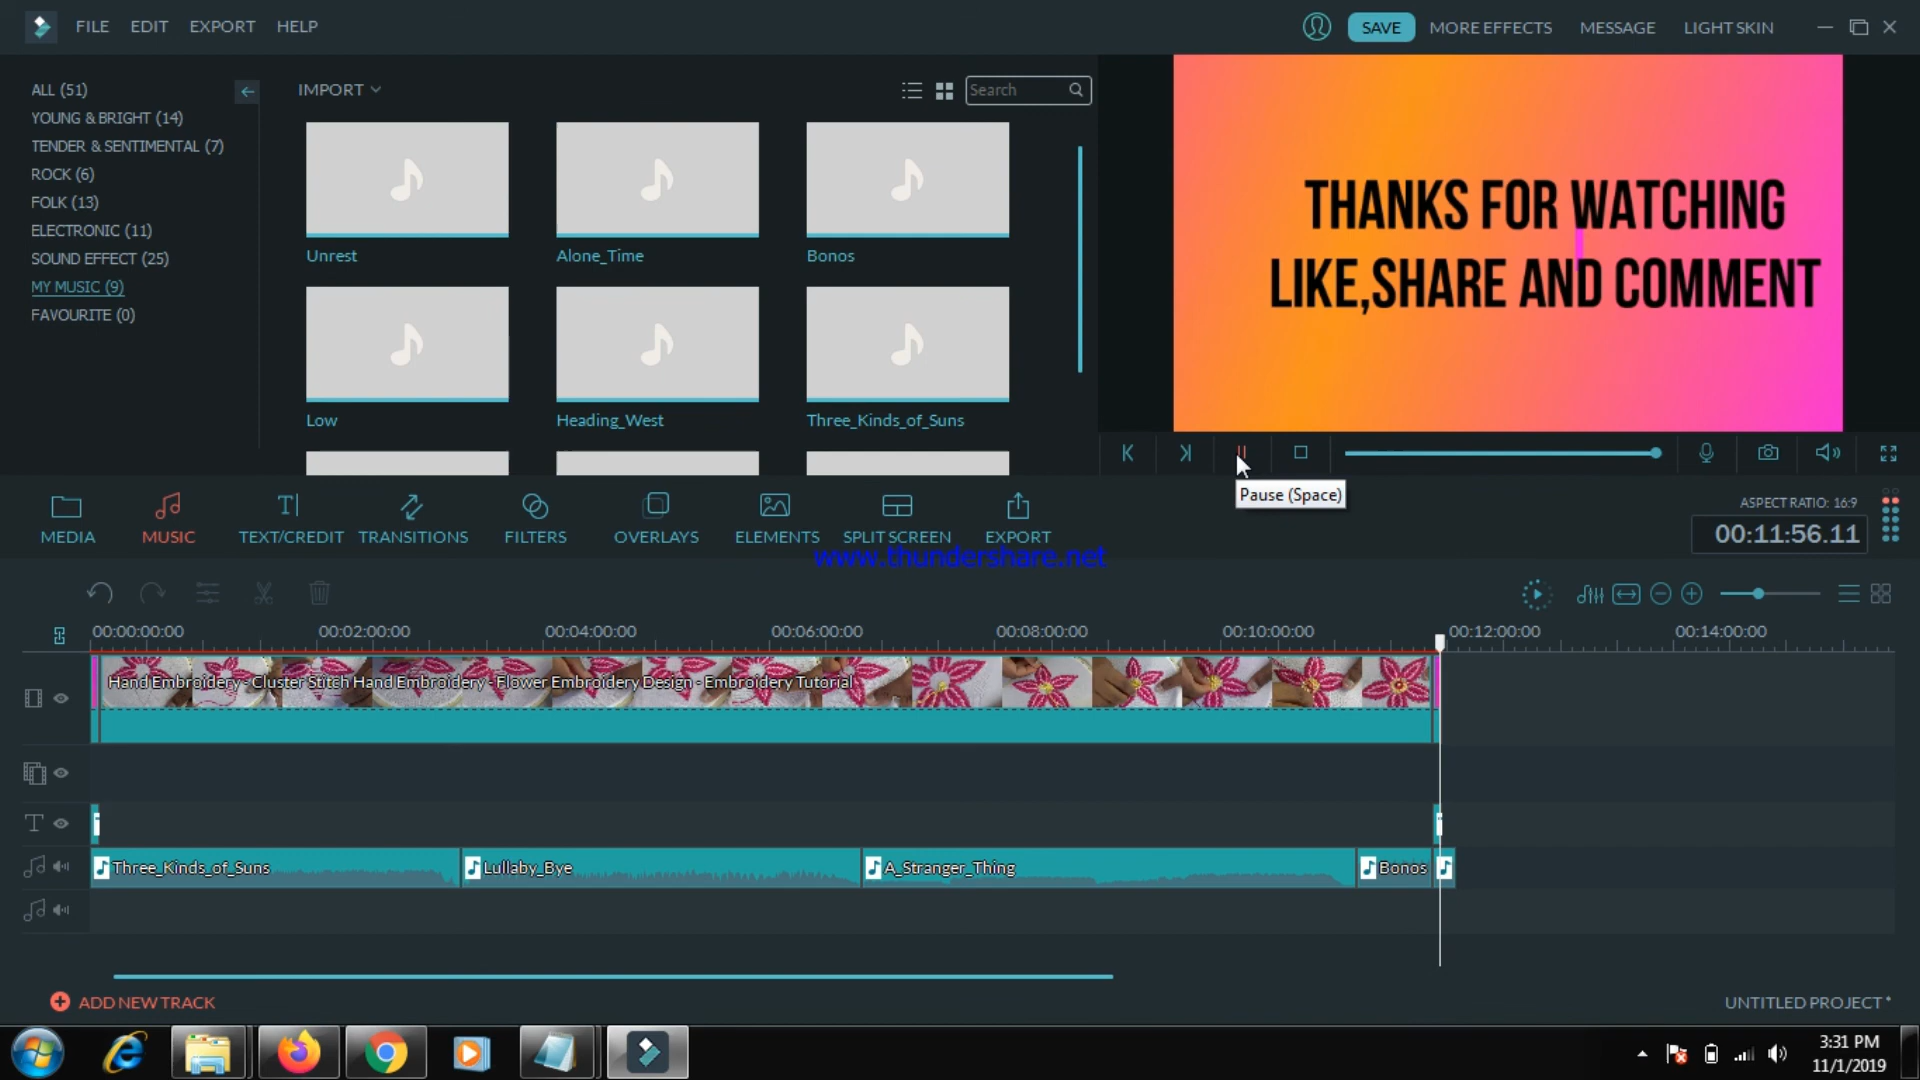 FILE EDIT EXPORT HELP
SAVE MORE EFFECTS MESSAGE LIGHT SKIN
ALL (51)
YOUNG & BRIGHT (14)
TENDER & SENTIMENTAL (7)
ROCK (6)
FOLK (13)
ELECTRONIC (11)
SOUND EFFECT (25)
MY MUSIC (9)
FAVOURITE (0)
IMPORT
Search
Unrest Alone_Time Bonos
Low Heading_West Three_Kinds_of_Suns
THANKS FOR WATCHING
LIKE,SHARE AND COMMENT
Pause (Space)
MEDIA MUSIC TEXT/CREDIT TRANSITIONS FILTERS OVERLAYS ELEMENTS SPLIT SCREEN EXPORT
ASPECT RATIO: 16:9
00:11:56.11
www.thundershare.net
00:00:00:00 00:02:00:00 00:04:00:00 00:06:00:00 00:08:00:00 00:10:00:00 00:12:00:00 00:14:00:00
Hand Embroidery - Cluster Stitch Hand Embroidery - Flower Embroidery Design - Embroidery Tutorial
Three_Kinds_of_Suns Lullaby_Bye A_Stranger_Thing Bonos
ADD NEW TRACK
UNTITLED PROJECT *
3:31 PM
11/1/2019